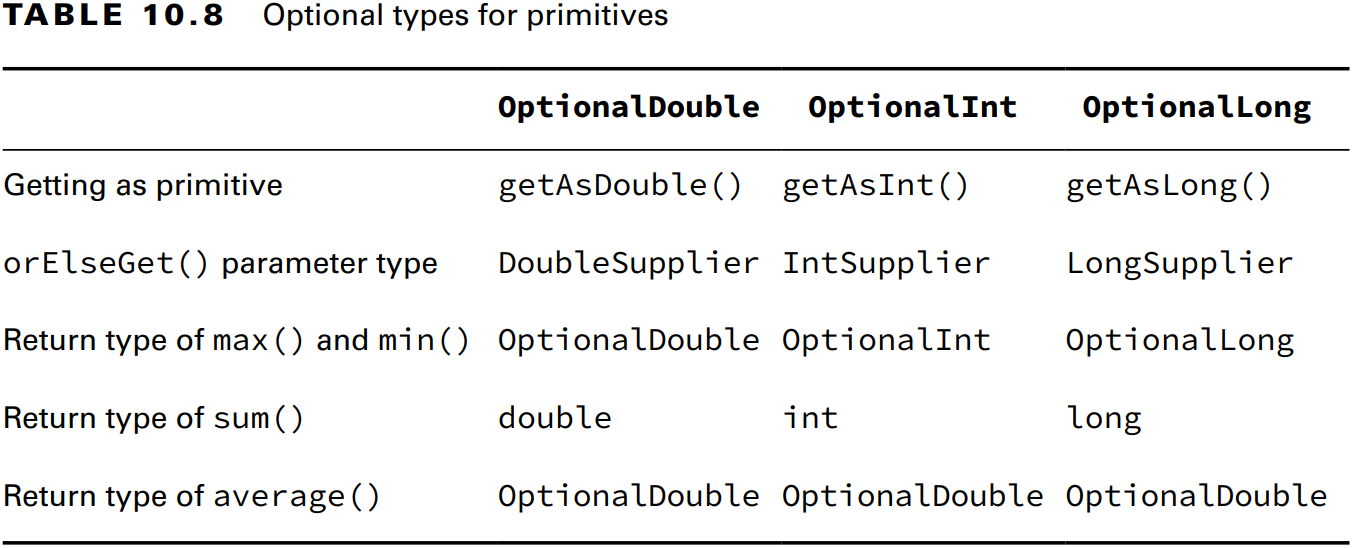 TABLE 10.8 Optional types for primitives
OptionalDouble OptionalInt OptionalLong
Getting as primitive getAsDouble() getAsInt() getAsLong()
orElseGet() parameter type DoubleSupplier IntSupplier LongSupplier
Return type of max() and min() OptionalDouble OptionalInt OptionalLong
Return type of sum() double int long
Return type of average() OptionalDouble OptionalDouble OptionalDouble